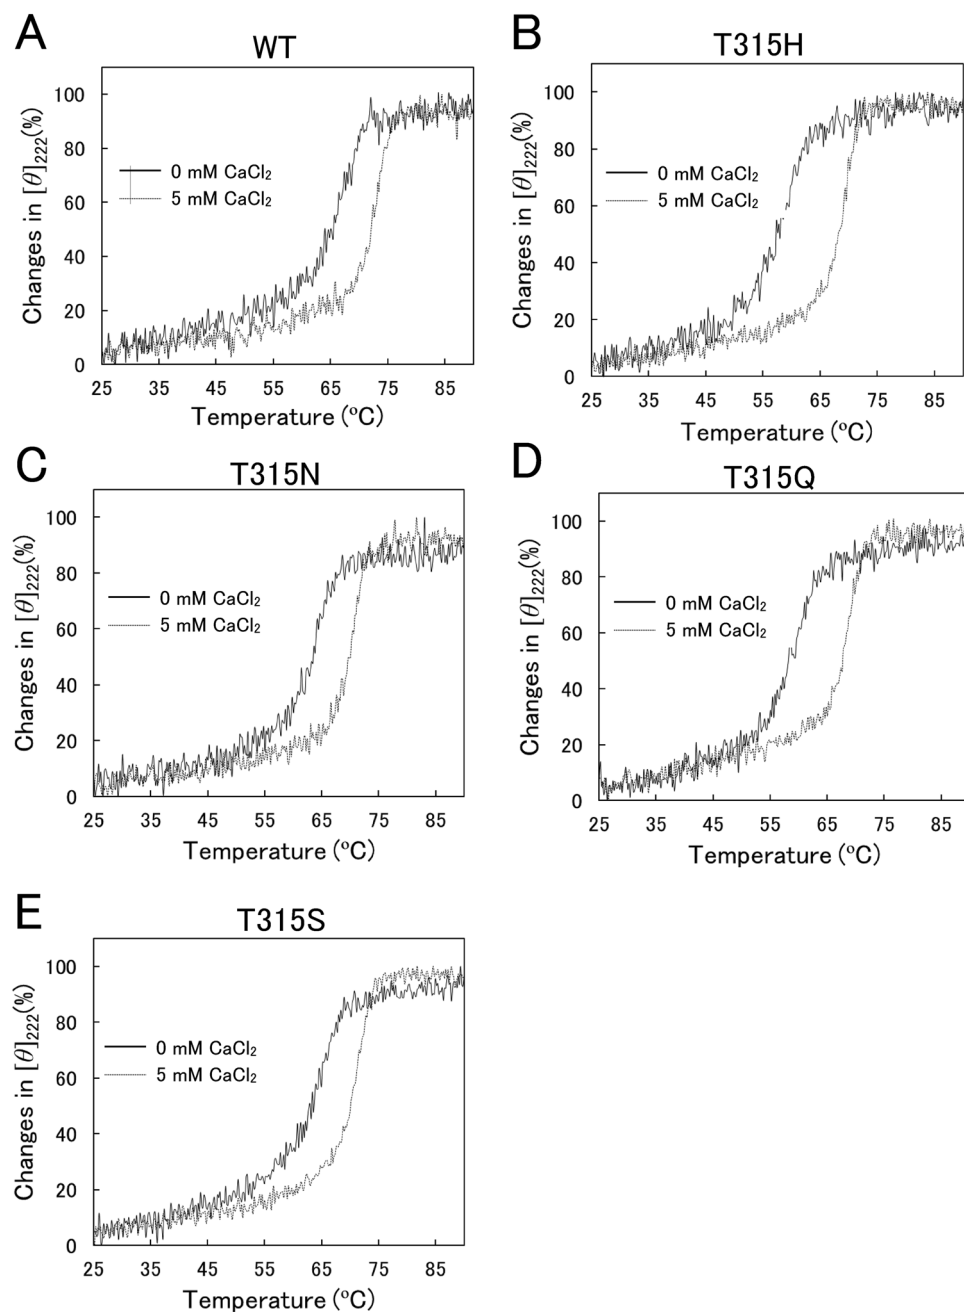 A
WT
Changes in [θ]222(%)
100
80
60
40
20
0
0 mM CaCl2
5 mM CaCl2
25 35 45 55 65 75 85
Temperature (ºC)
B
T315H
Changes in [θ]222(%)
100
80
60
40
20
0
0 mM CaCl2
5 mM CaCl2
25 35 45 55 65 75 85
Temperature (ºC)
C
T315N
Changes in [θ]222(%)
100
80
60
40
20
0
0 mM CaCl2
5 mM CaCl2
25 35 45 55 65 75 85
Temperature (ºC)
D
T315Q
Changes in [θ]222(%)
100
80
60
40
20
0
0 mM CaCl2
5 mM CaCl2
25 35 45 55 65 75 85
Temperature (ºC)
E
T315S
Changes in [θ]222(%)
100
80
60
40
20
0
0 mM CaCl2
5 mM CaCl2
25 35 45 55 65 75 85
Temperature (ºC)